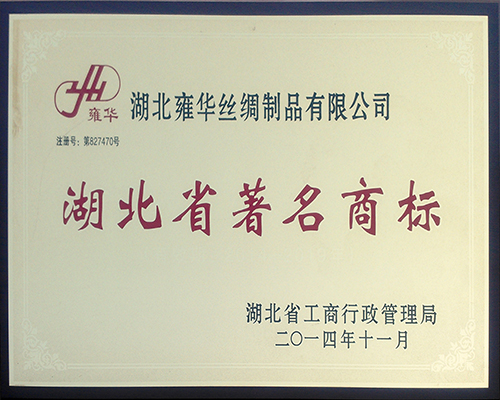 雍华
湖北雍华丝绸制品有限公司
注册号：第827470号
湖北省著名商标
湖北省工商行政管理局
二〇一四年十一月